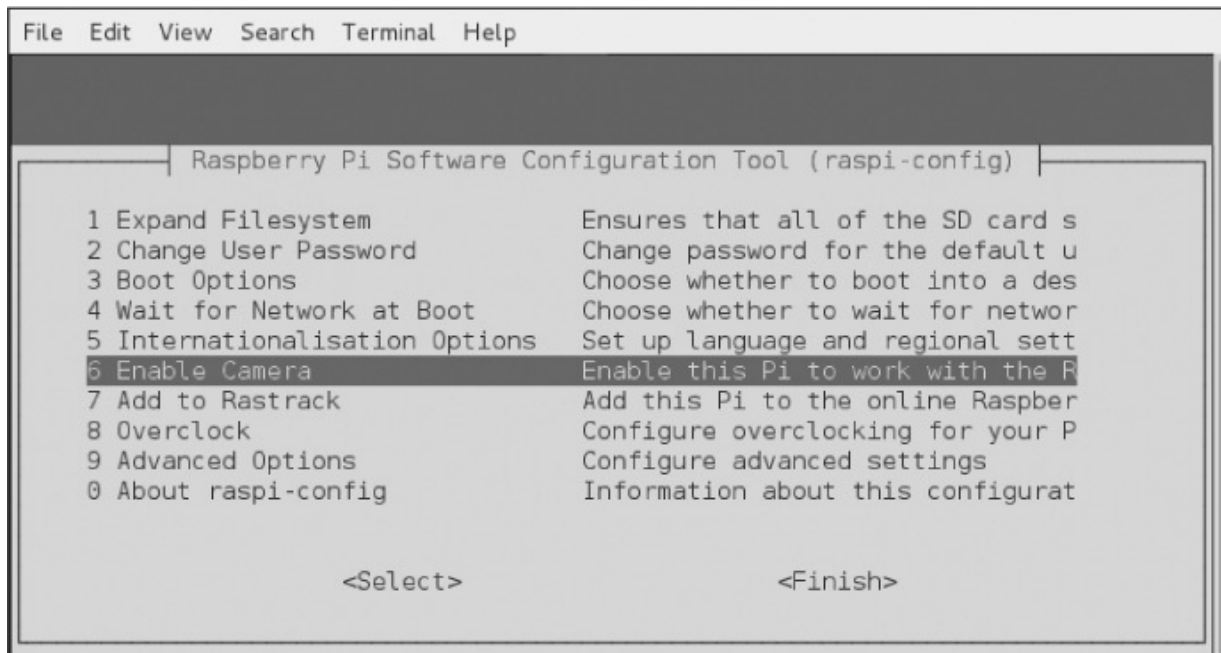 File Edit View Search Terminal Help
Raspberry Pi Software Configuration Tool (raspi-config)
1 Expand Filesystem Ensures that all of the SD card s
2 Change User Password Change password for the default u
3 Boot Options Choose whether to boot into a des
4 Wait for Network at Boot Choose whether to wait for networ
5 Internationalisation Options Set up language and regional sett
6 Enable Camera Enable this Pi to work with the R
7 Add to Rastrack Add this Pi to the online Raspber
8 Overclock Configure overclocking for your P
9 Advanced Options Configure advanced settings
0 About raspi-config Information about this configurat
<Select> <Finish>